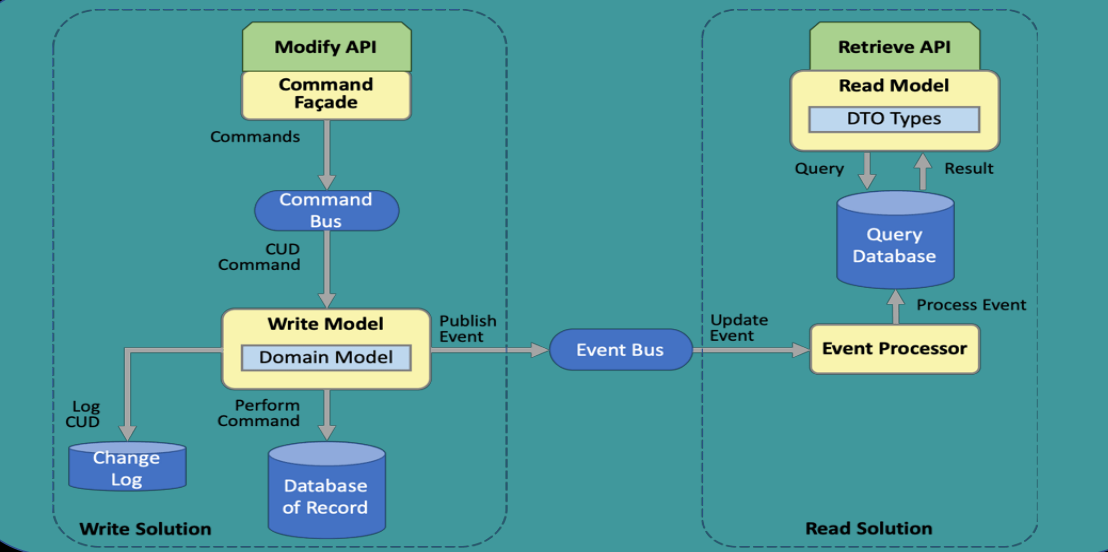 Modify API
Command
Façade
Commands
Command
Bus
CUD
Command
Write Model
Domain Model
Log
CUD
Change
Log
Perform
Command
Database
of Record
Write Solution
Publish
Event
Event Bus
Update
Event
Retrieve API
Read Model
DTO Types
Query
Result
Query
Database
Process Event
Event Processor
Read Solution